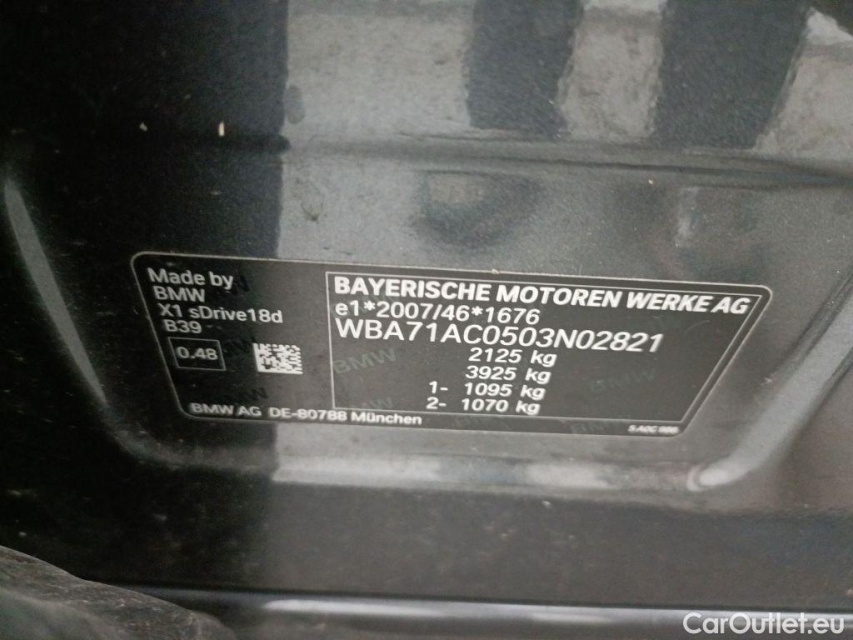 Made by
BMW
X1 sDrive18d
B39
0.48
BMW AG DE-80788 München
BAYERISCHE MOTOREN WERKE AG
e1*2007/46*1676
WBA71AC0503N02821
2125 kg
3925 kg
1- 1095 kg
2- 1070 kg
CarOutlet.eu